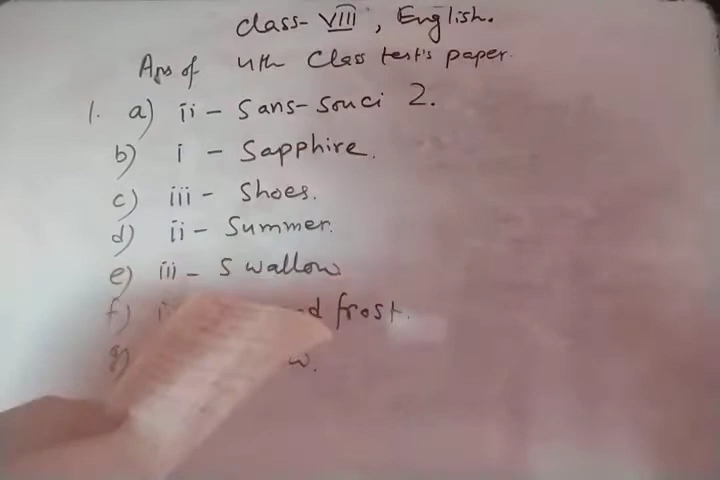 class- VIII, English.
Ans of 4th Class test's paper.
1. a) ii - Sans-Souci 2.
b) i - Sapphire.
c) iii - Shoes.
d) ii - Summer.
e) iii - Swallow
f) frost.
g)